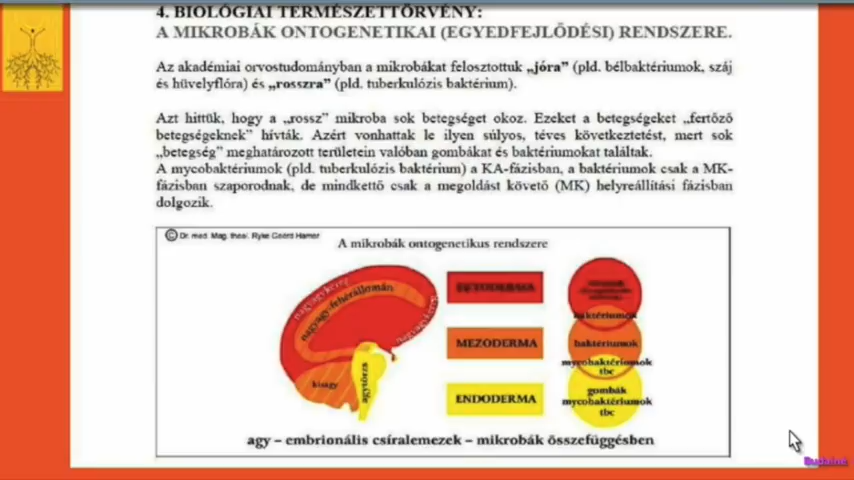 4. BIOLÓGIAI TERMÉSZETTÖRVÉNY:
A MIKROBÁK ONTOGENETIKAI (EGYEDFEJLŐDÉSI) RENDSZERE.
Az akadémiai orvostudományban a mikrobákat felosztottuk „jóra” (pld. bélbaktériumok, száj
és hüvelyflóra) és „rosszra” (pld. tuberkulózis baktérium).
Azt hittük, hogy a „rossz” mikroba sok betegséget okoz. Ezeket a betegségeket „fertőző
betegségeknek” hívták. Azért vonhattak le ilyen súlyos, téves következtetést, mert sok
„betegség” meghatározott területein valóban gombákat és baktériumokat találtak.
A mycobaktériumok (pld. tuberkulózis baktérium) a KA-fázisban, a baktériumok csak a MK-
fázisban szaporodnak, de mindkettő csak a megoldást követő (MK) helyreállítási fázisban
dolgozik.
© Dr. med. Mag. theol. Ryke Geerd Hamer
A mikrobák ontogenetikus rendszere
nagyagykéreg
nagyagy-fehérállomán
nagyagykéreg
kisagy
agytörzs
EKTODERMA
MEZODERMA
ENDODERMA
baktériumok
baktériumok
mycobaktériumok
tbc
gombák
mycobaktériumok
tbc
agy – embrionális csíralemezek – mikrobák összefüggésben